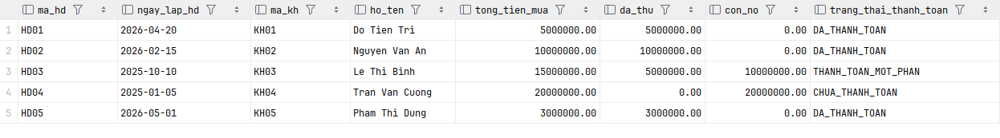 ma_hd ngay_lap_hd ma_kh ho_ten tong_tien_mua da_thu con_no trang_thai_thanh_toan
1 HD01 2026-04-20 KH01 Do Tien Tri 5000000.00 5000000.00 0.00 DA_THANH_TOAN
2 HD02 2026-02-15 KH02 Nguyen Van An 10000000.00 10000000.00 0.00 DA_THANH_TOAN
3 HD03 2025-10-10 KH03 Le Thi Binh 15000000.00 5000000.00 10000000.00 THANH_TOAN_MOT_PHAN
4 HD04 2025-01-05 KH04 Tran Van Cuong 20000000.00 0.00 20000000.00 CHUA_THANH_TOAN
5 HD05 2026-05-01 KH05 Pham Thi Dung 3000000.00 3000000.00 0.00 DA_THANH_TOAN